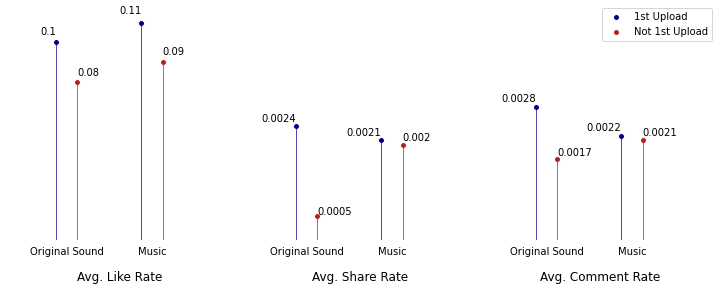 1st Upload
Not 1st Upload
0.1
0.08
0.11
0.09
Original Sound
Music
Avg. Like Rate
0.0024
0.0005
0.0021
0.002
Original Sound
Music
Avg. Share Rate
0.0028
0.0017
0.0022
0.0021
Original Sound
Music
Avg. Comment Rate